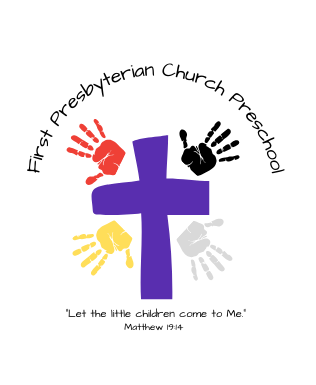 First Presbyterian Church Preschool
"Let the little children come to Me."
Matthew 19:14